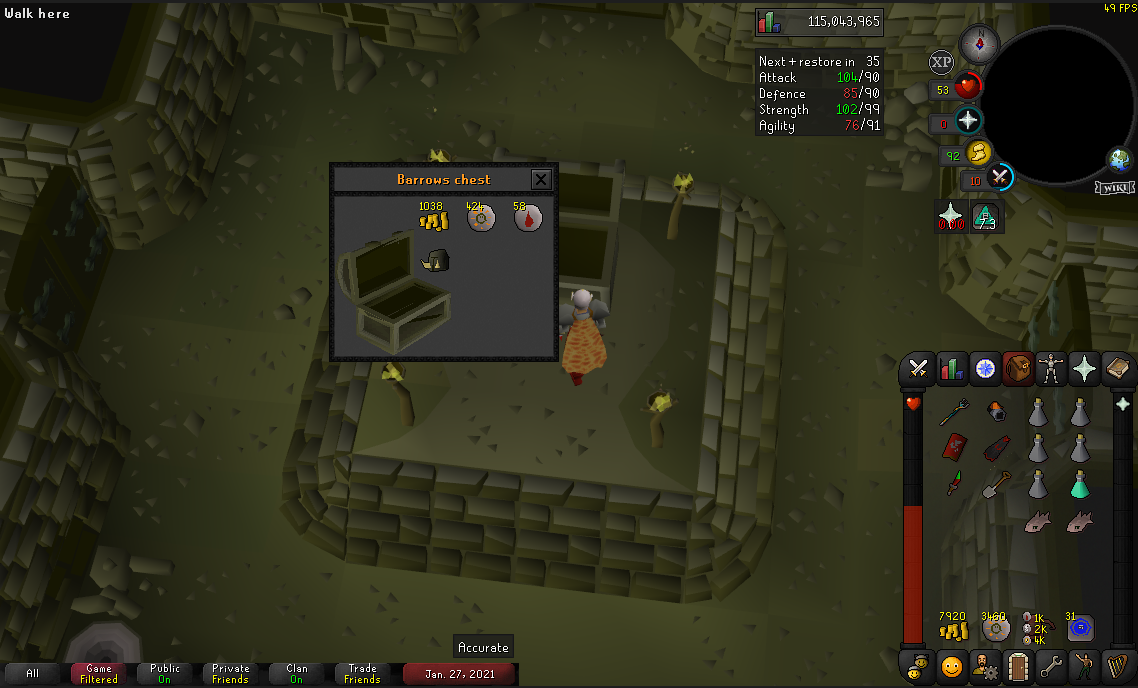 Walk here
49 FPS
115,043,965
Next + restore in 35
Attack 104/90
Defence 85/90
Strength 102/99
Agility 76/91
N
XP
53
0
92
10
WIKI
Barrows chest
1038
424
58
7920
3460
1K
2K
4K
31
Accurate
All
Game
Filtered
Public
On
Private
Friends
Clan
On
Trade
Friends
Jan. 27, 2021